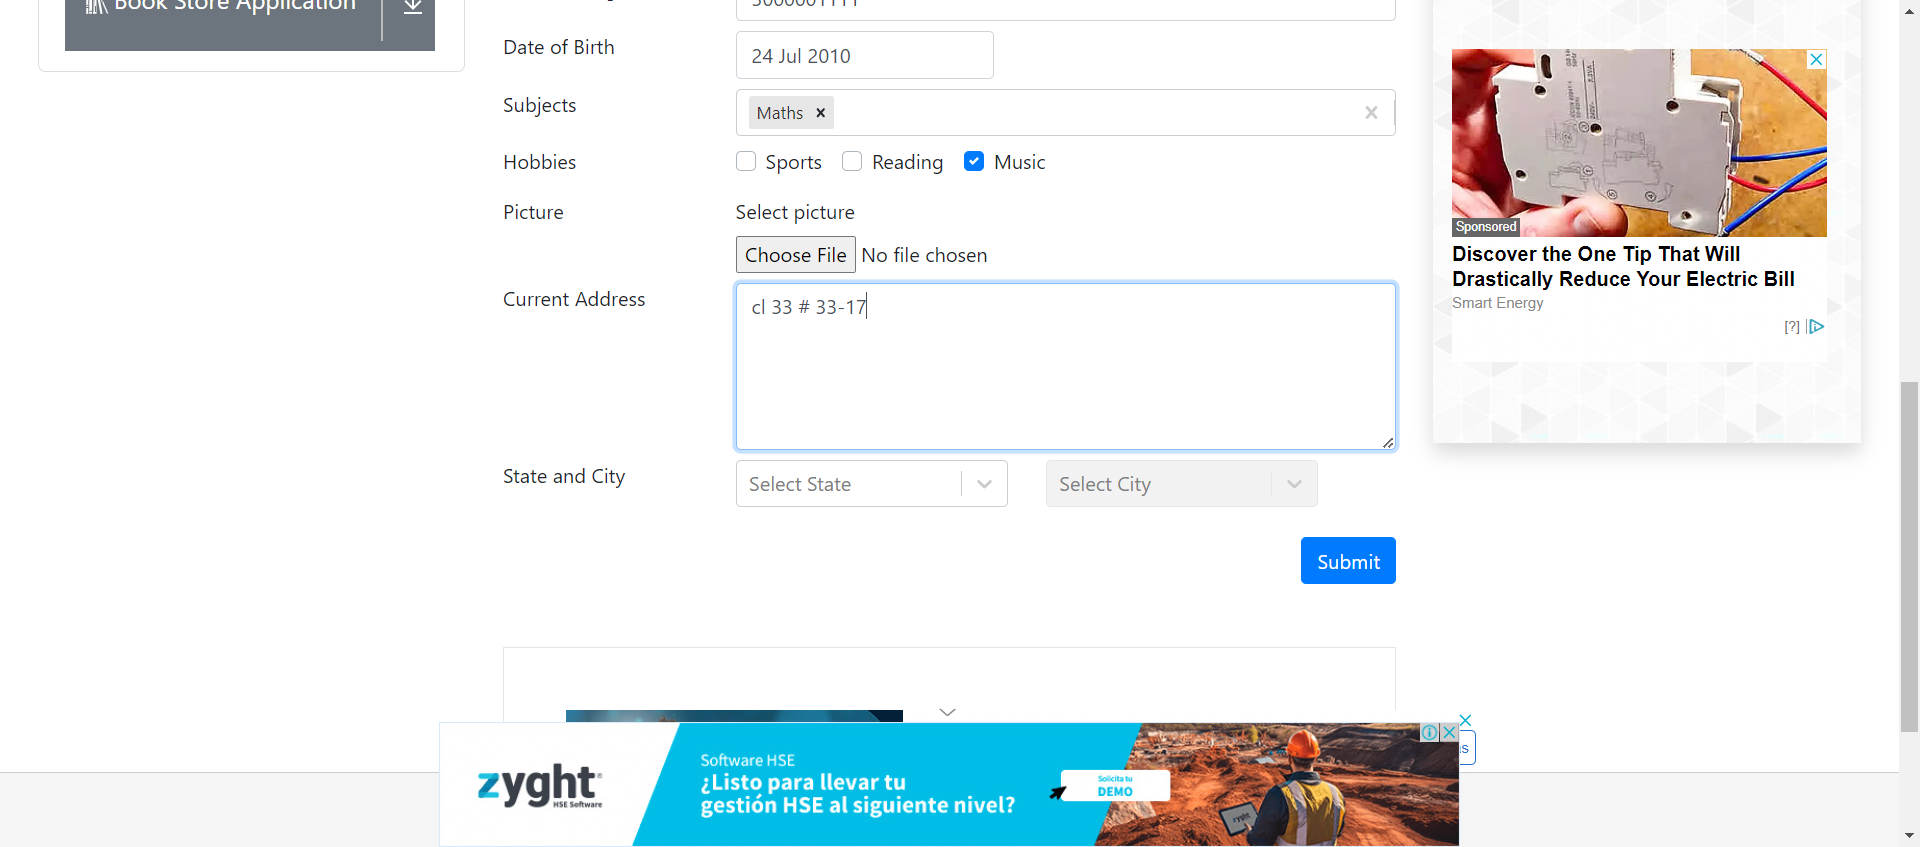 Book Store Application
Date of Birth
24 Jul 2010
Subjects
Maths
Hobbies
Sports
Reading
Music
Picture
Select picture
Choose File No file chosen
Current Address
cl 33 # 33-17
State and City
Select State
Select City
Submit
Sponsored
Discover the One Tip That Will
Drastically Reduce Your Electric Bill
Smart Energy
[?]
zyght
HSE Software
Software HSE
¿Listo para llevar tu
gestión HSE al siguiente nivel?
Solicita tu
DEMO